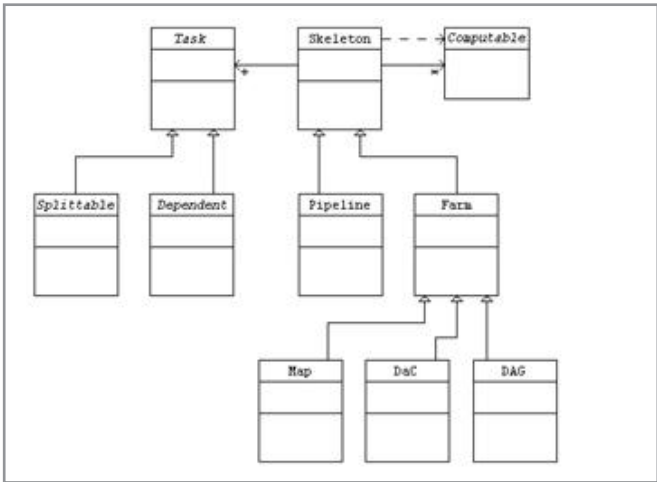 Task
Skeleton
Computable
*
*
Splittable
Dependent
Pipeline
Farm
Map
DaC
DAG